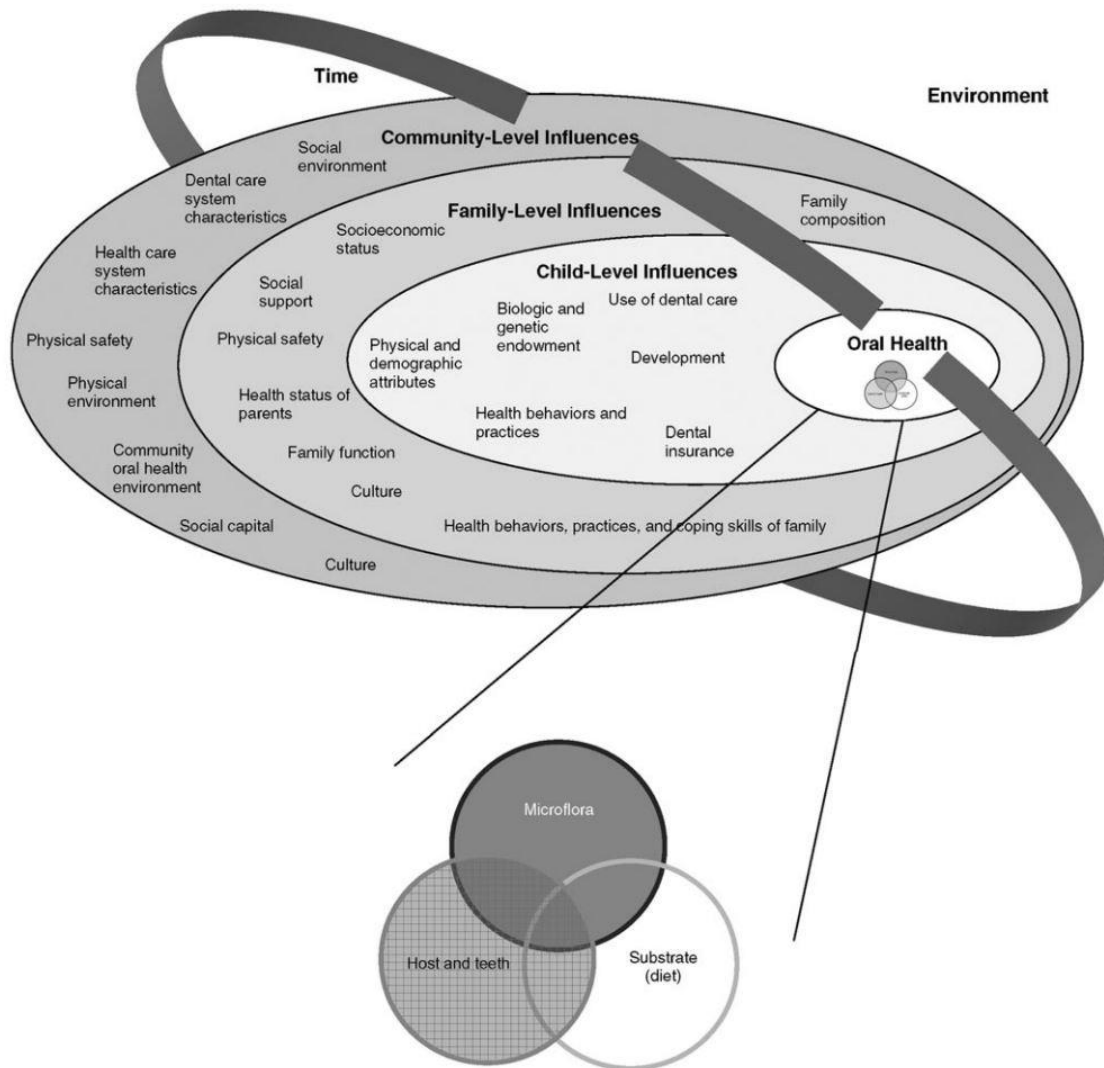 Time
Environment
Community-Level Influences
Social
environment
Dental care
system
characteristics
Health care
system
characteristics
Physical safety
Physical
environment
Community
oral health
environment
Social capital
Culture
Family-Level Influences
Family
composition
Socioeconomic
status
Social
support
Physical safety
Health status of
parents
Family function
Culture
Health behaviors, practices, and coping skills of family
Child-Level Influences
Use of dental care
Biologic and
genetic
endowment
Physical and
demographic
attributes
Development
Health behaviors and
practices
Dental
insurance
Oral Health
Microflora
Host and teeth
Substrate
(diet)